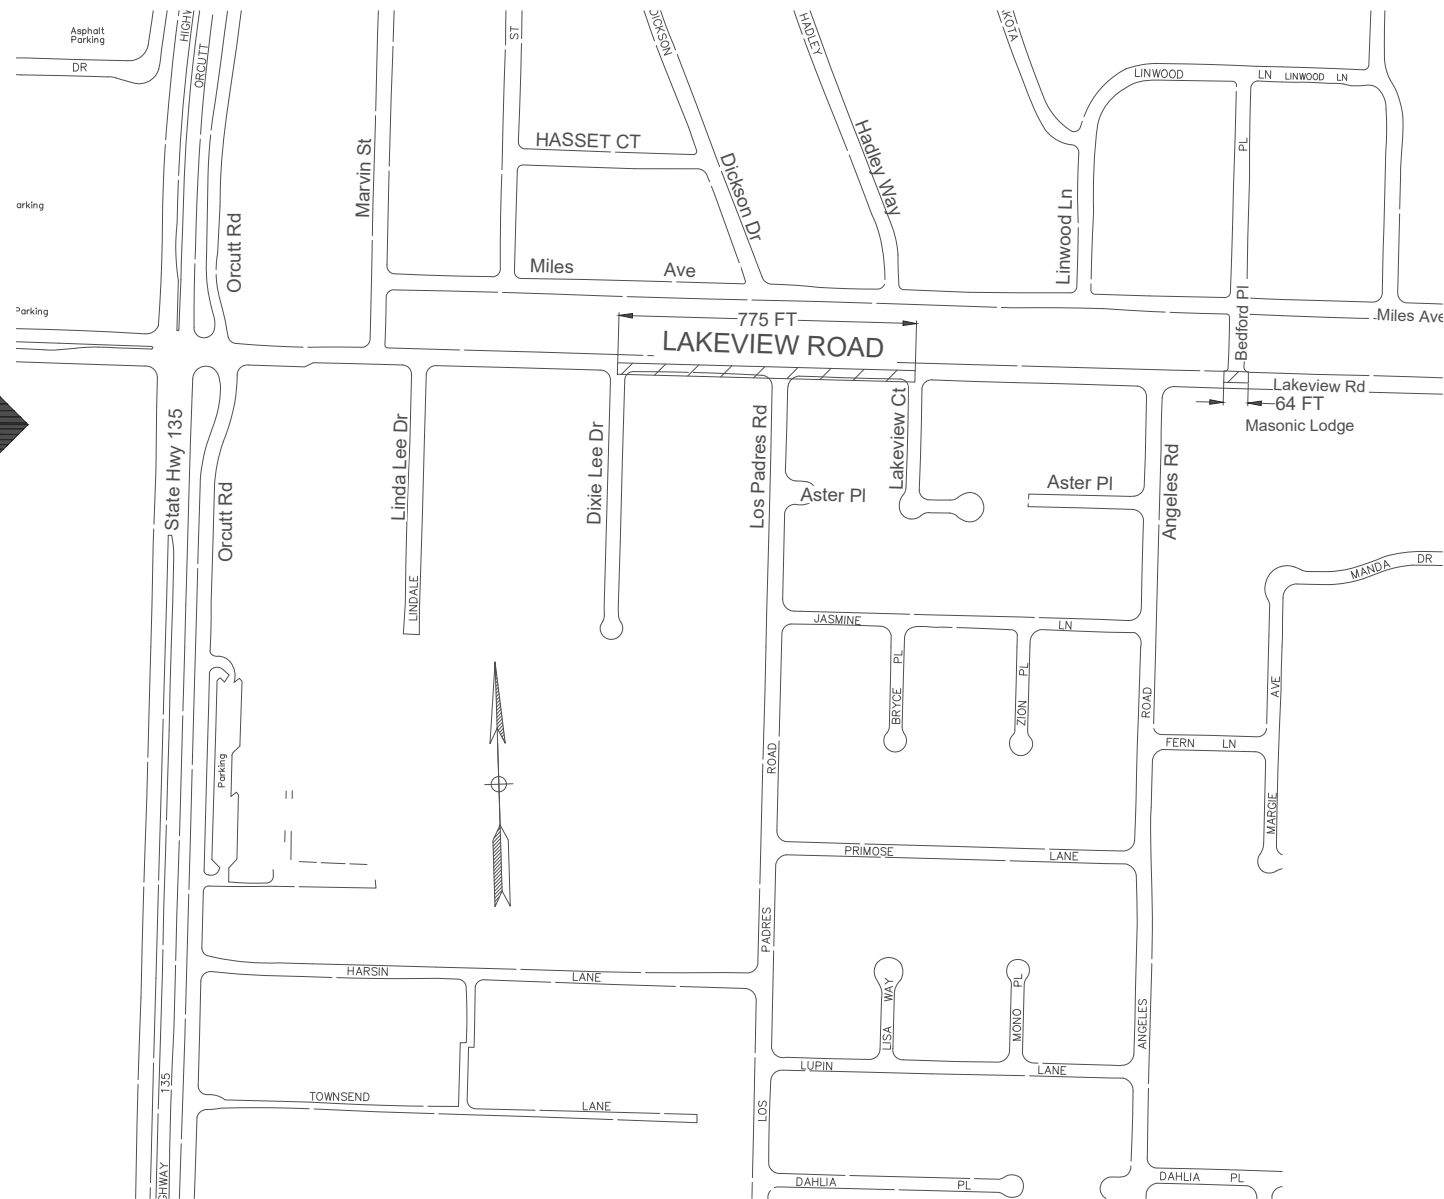 Asphalt
Parking
DR
ORCUTT
ST
DICKSON
HADLEY
LINWOOD
LN
LINWOOD LN
PL
HASSET CT
Marvin St
Dickson Dr
Hadley Way
Linwood Ln
Orcutt Rd
arking
Parking
Miles Ave
Miles Ave
Bedford Pl
775 FT
LAKEVIEW ROAD
Lakeview Rd
64 FT
Masonic Lodge
State Hwy 135
Orcutt Rd
Linda Lee Dr
Dixie Lee Dr
Los Padres Rd
Lakeview Ct
Angeles Rd
Aster Pl
Aster Pl
LINDALE
MANDA DR
JASMINE LN
BRYCE PL
ZION PL
ROAD
AVE
FERN LN
MARGIE
Parking
ROAD
PRIMOSE LANE
PADRES
HARSIN LANE
LISA WAY
MONO PL
ANGELES
LUPIN LANE
135
TOWNSEND LANE
LOS
GHWAY
DAHLIA PL
DAHLIA PL